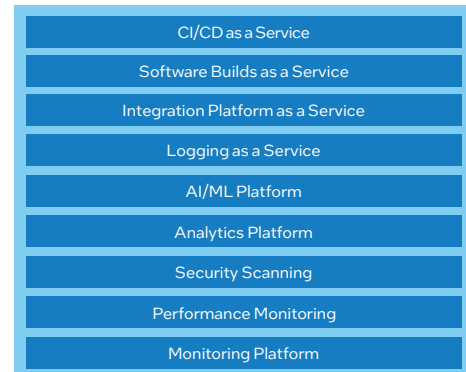 CI/CD as a Service
Software Builds as a Service
Integration Platform as a Service
Logging as a Service
AI/ML Platform
Analytics Platform
Security Scanning
Performance Monitoring
Monitoring Platform